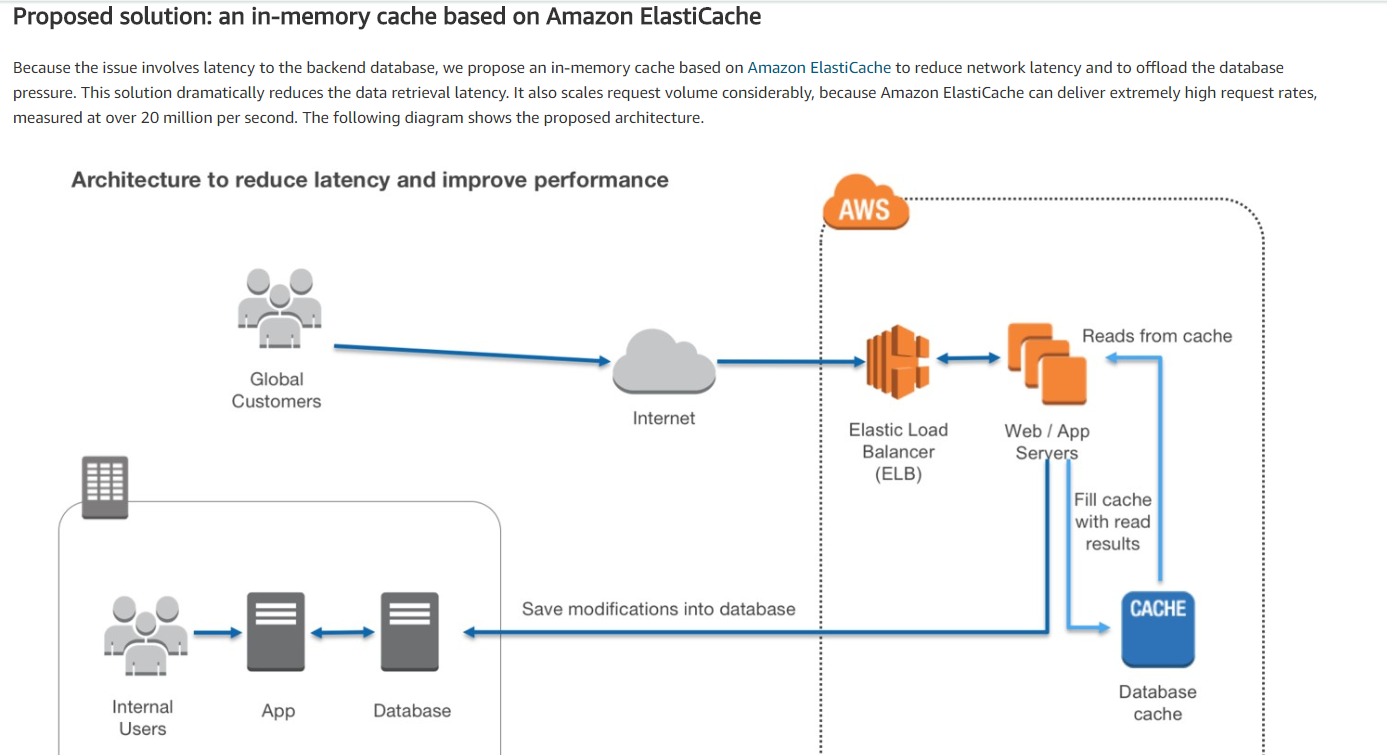 Proposed solution: an in-memory cache based on Amazon ElastiCache
Because the issue involves latency to the backend database, we propose an in-memory cache based on Amazon ElastiCache to reduce network latency and to offload the database
pressure. This solution dramatically reduces the data retrieval latency. It also scales request volume considerably, because Amazon ElastiCache can deliver extremely high request rates,
measured at over 20 million per second. The following diagram shows the proposed architecture.
Architecture to reduce latency and improve performance
AWS
Global
Customers
Internet
Elastic Load
Balancer
(ELB)
Web / App
Servers
Reads from cache
Fill cache
with read
results
Save modifications into database
CACHE
Database
cache
Internal
Users
App
Database